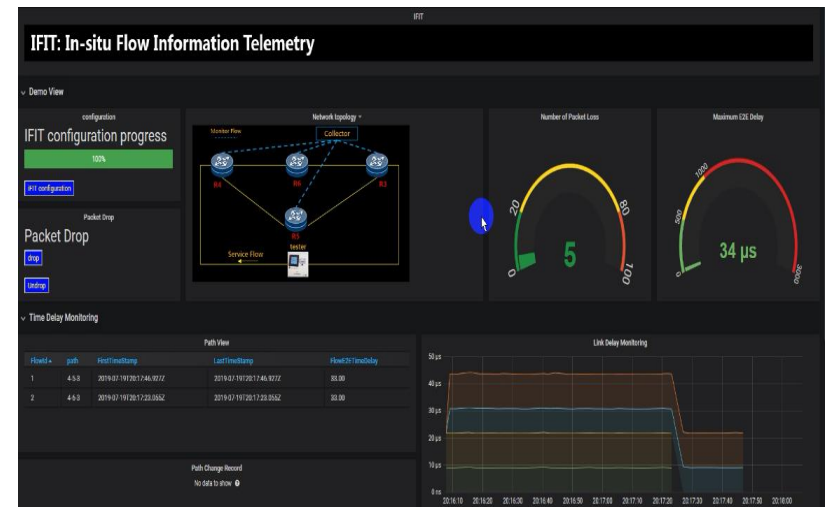 IFIT
IFIT: In-situ Flow Information Telemetry
Demo View
configuration
IFIT configuration progress
100%
IFIT configuration
Packet Drop
Packet Drop
drop
Undrop
Network topology
Monitor Flow
Collector
R4
R6
R3
R5
tester
Service Flow
Number of Packet Loss
0
20
80
100
5
Maximum E2E Delay
0
500
1000
3000
34 µs
Time Delay Monitoring
Path View
FlowId path FirstTimeStamp LastTimeStamp FlowE2ETimeDelay
1 4-5-3 2019-07-19T20:17:46.927Z 2019-07-19T20:17:46.927Z 33.00
2 4-6-3 2019-07-19T20:17:23.055Z 2019-07-19T20:17:23.055Z 33.00
Path Change Record
No data to show
Link Delay Monitoring
50 µs
40 µs
30 µs
20 µs
10 µs
0 ns
20:16:10 20:16:20 20:16:30 20:16:40 20:16:50 20:17:00 20:17:10 20:17:20 20:17:30 20:17:40 20:17:50 20:18:00